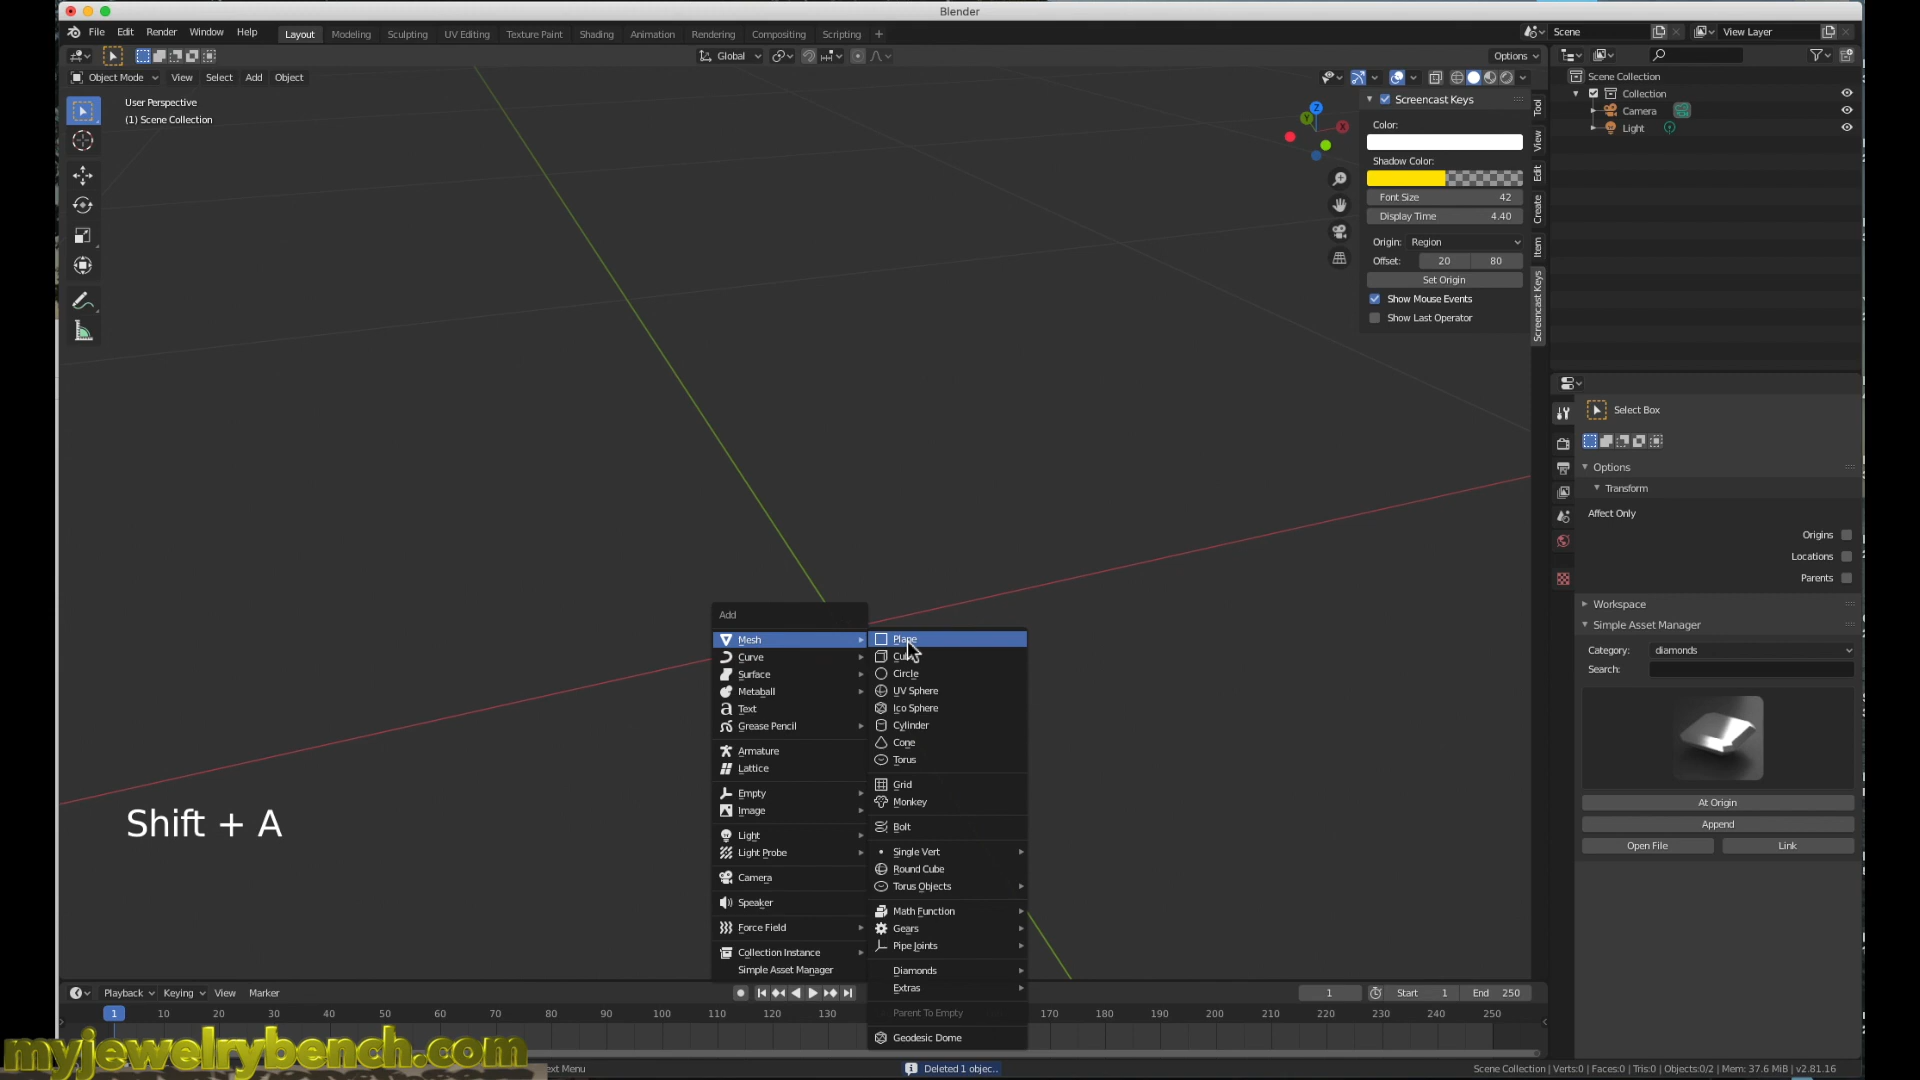 Blender
File Edit Render Window Help Layout Modeling Sculpting UV Editing Texture Paint Shading Animation Rendering Compositing Scripting + Scene View Layer
Global Options
Object Mode View Select Add Object
User Perspective
(1) Scene Collection
Z
Y
X
Screencast Keys
Color:
Shadow Color:
Font Size 42
Display Time 4.40
Origin: Region
Offset: 20 80
Set Origin
Show Mouse Events
Show Last Operator
Tool
View
Edit
Create
Item
Screencast Keys
Scene Collection
Collection
Camera
Light
Select Box
Options
Transform
Affect Only
Origins
Locations
Parents
Workspace
Simple Asset Manager
Category: diamonds
Search:
At Origin
Append
Open File Link
Add
Mesh
Curve
Surface
Metaball
Text
Grease Pencil
Armature
Lattice
Empty
Image
Light
Light Probe
Camera
Speaker
Force Field
Collection Instance
Simple Asset Manager
Plane
Circle
UV Sphere
Ico Sphere
Cylinder
Cone
Torus
Grid
Monkey
Bolt
Single Vert
Round Cube
Torus Objects
Math Function
Gears
Pipe Joints
Diamonds
Extras
Parent To Empty
Geodesic Dome
Shift + A
Playback Keying View Marker 1 Start 1 End 250
1 10 20 30 40 50 60 70 80 90 100 110 120 130 170 180 190 200 210 220 230 240 250
myjewelrybench.com
ext Menu Deleted 1 objec.. Scene Collection | Verts:0 | Faces:0 | Tris:0 | Objects:0/2 | Mem: 37.6 MiB | v2.81.16